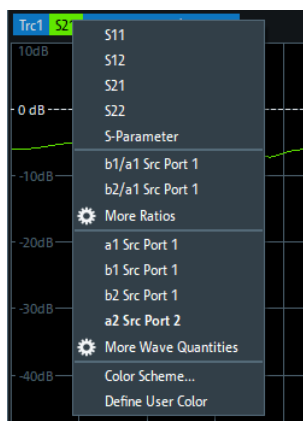 Trc1 S21
10dB
0 dB
-10dB
-20dB
-30dB
-40dB
S11
S12
S21
S22
S-Parameter
b1/a1 Src Port 1
b2/a1 Src Port 1
More Ratios
a1 Src Port 1
b1 Src Port 1
b2 Src Port 1
a2 Src Port 2
More Wave Quantities
Color Scheme...
Define User Color